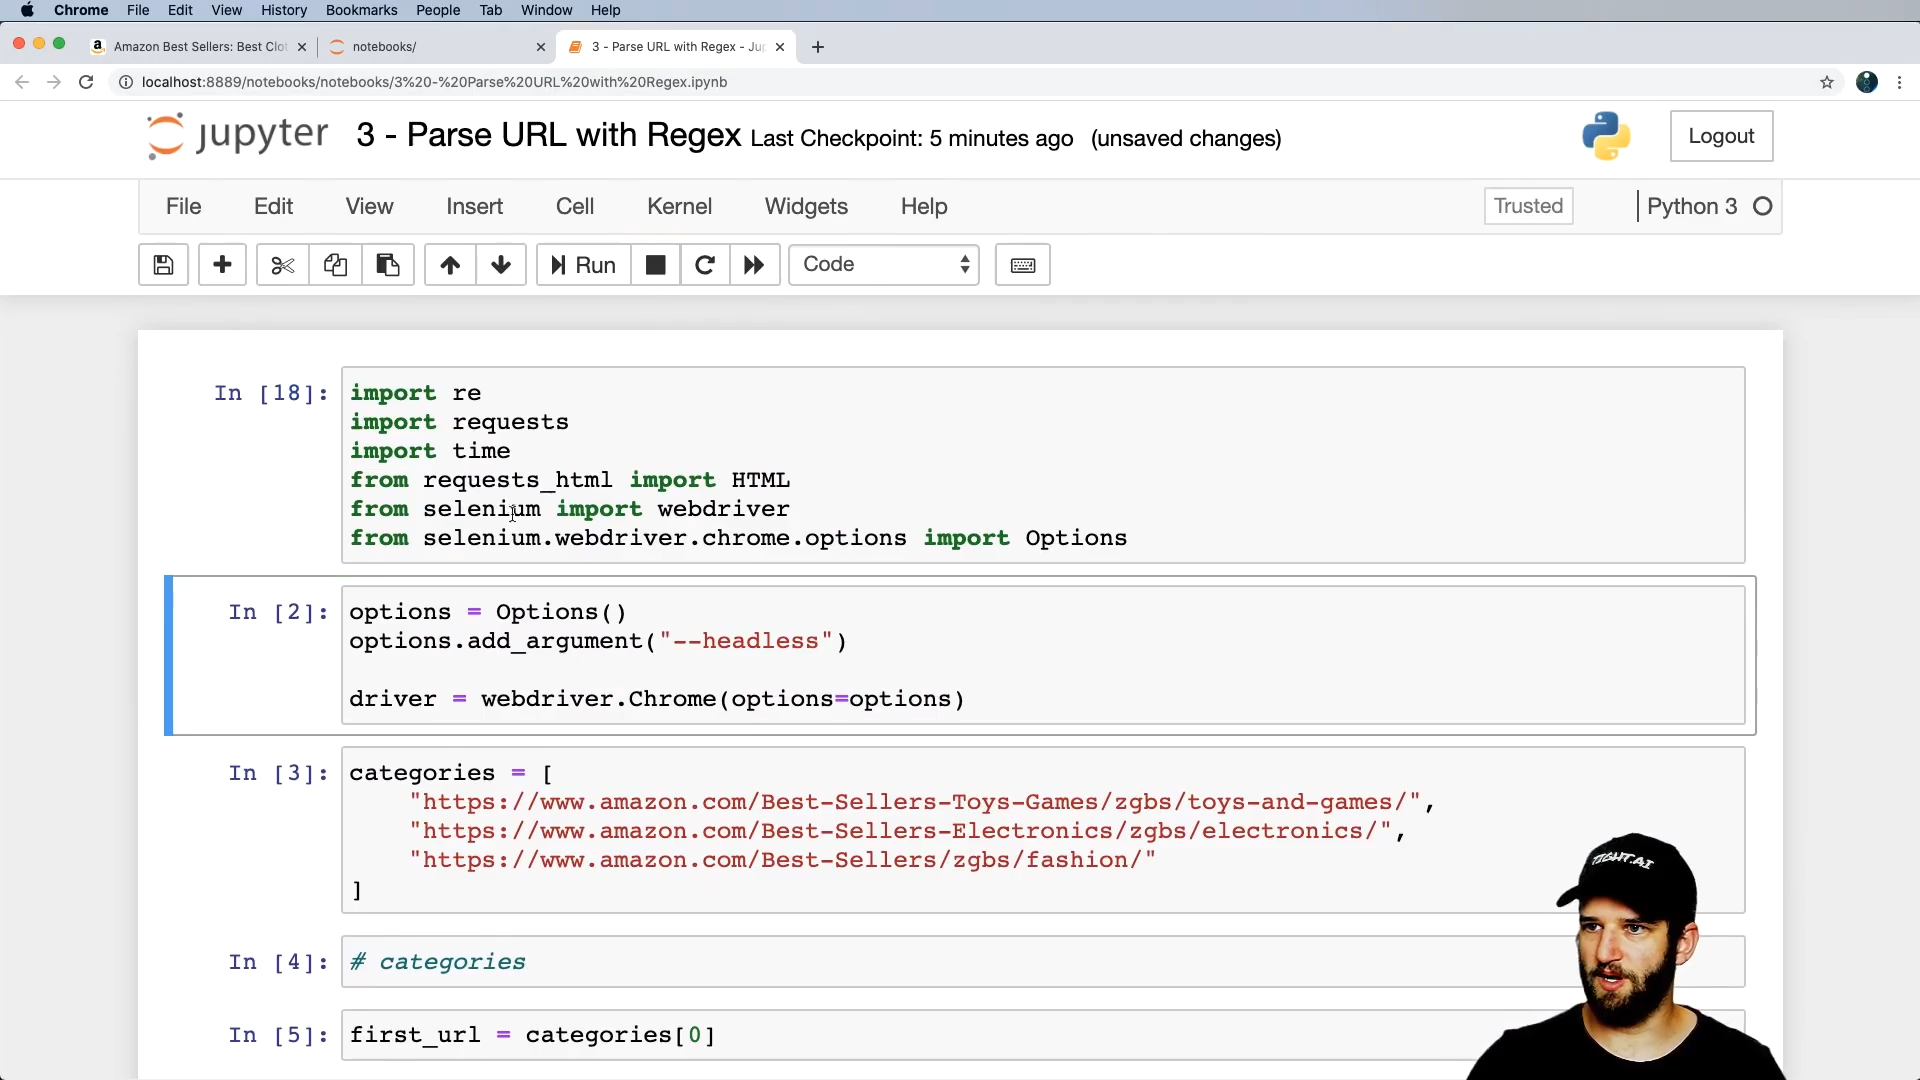 Chrome File Edit View History Bookmarks People Tab Window Help
Amazon Best Sellers: Best Clot
notebooks/
3 - Parse URL with Regex - Jup
localhost:8889/notebooks/notebooks/3%20-%20Parse%20URL%20with%20Regex.ipynb
jupyter 3 - Parse URL with Regex Last Checkpoint: 5 minutes ago (unsaved changes)
Logout
File Edit View Insert Cell Kernel Widgets Help
Trusted
Python 3
Run
Code
In [18]:
import re
import requests
import time
from requests_html import HTML
from selenium import webdriver
from selenium.webdriver.chrome.options import Options
In [2]:
options = Options()
options.add_argument("--headless")
driver = webdriver.Chrome(options=options)
In [3]:
categories = [
"https://www.amazon.com/Best-Sellers-Toys-Games/zgbs/toys-and-games/",
"https://www.amazon.com/Best-Sellers-Electronics/zgbs/electronics/",
"https://www.amazon.com/Best-Sellers/zgbs/fashion/"
]
In [4]:
# categories
In [5]:
first_url = categories[0]
TIGHT.AI